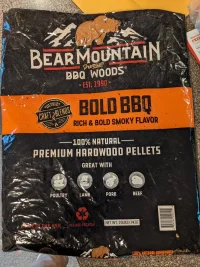 BEAR MOUNTAIN
Premium
BBQ WOODS
EST. 1990
CRAFT BLENDS
BOLD BBQ
RICH & BOLD SMOKY FLAVOR
100% NATURAL
PREMIUM HARDWOOD PELLETS
GREAT WITH
POULTRY
LAMB
PORK
BEEF